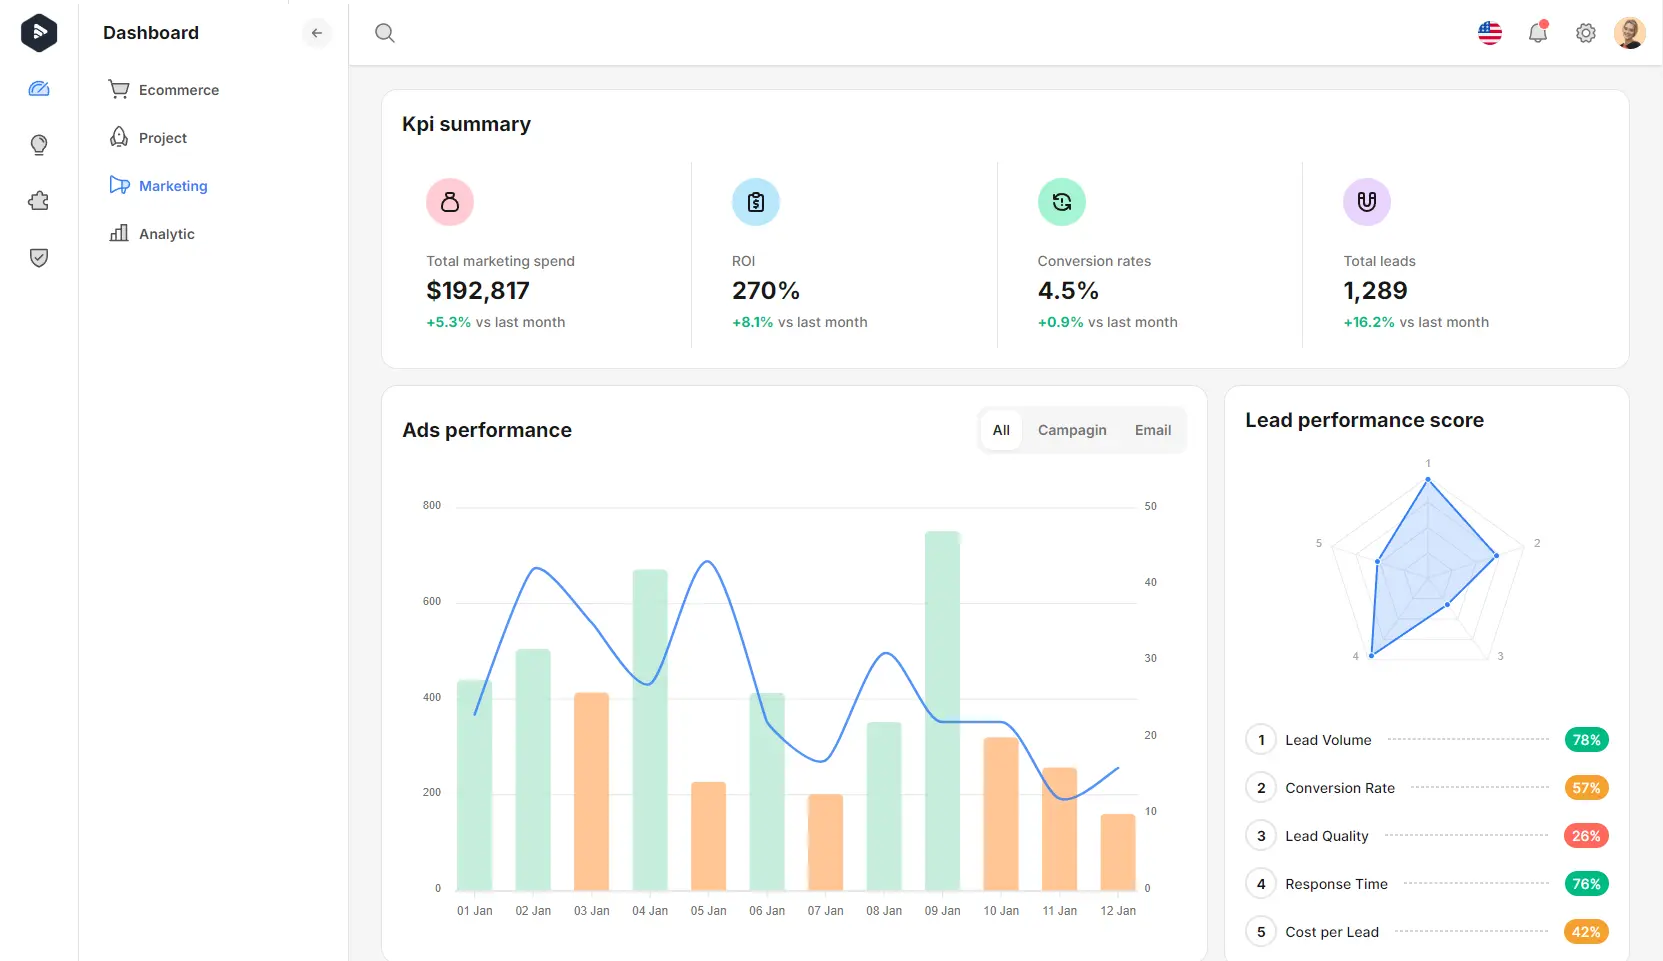 Dashboard
Ecommerce
Project
Marketing
Analytic
Kpi summary
Total marketing spend
$192,817
+5.3% vs last month
ROI
270%
+8.1% vs last month
Conversion rates
4.5%
+0.9% vs last month
Total leads
1,289
+16.2% vs last month
Ads performance
All Campagin Email
800
600
400
200
0
50
40
30
20
10
0
01 Jan 02 Jan 03 Jan 04 Jan 05 Jan 06 Jan 07 Jan 08 Jan 09 Jan 10 Jan 11 Jan 12 Jan
Lead performance score
1
2
3
4
5
1 Lead Volume 78%
2 Conversion Rate 57%
3 Lead Quality 26%
4 Response Time 76%
5 Cost per Lead 42%